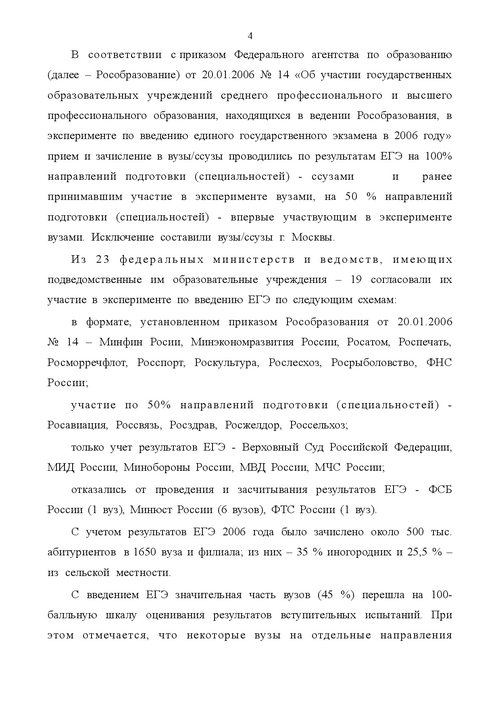 4
В соответствии с приказом Федерального агентства по образованию
(далее – Рособразование) от 20.01.2006 № 14 «Об участии государственных
образовательных учреждений среднего профессионального и высшего
профессионального образования, находящихся в ведении Рособразования, в
эксперименте по введению единого государственного экзамена в 2006 году»
прием и зачисление в вузы/ссузы проводились по результатам ЕГЭ на 100%
направлений подготовки (специальностей) - ссузами и ранее
принимавшим участие в эксперименте вузами, на 50 % направлений
подготовки (специальностей) - впервые участвующим в эксперименте
вузами. Исключение составили вузы/ссузы г. Москвы.
Из 23 федеральных министерств и ведомств, имеющих
подведомственные им образовательные учреждения – 19 согласовали их
участие в эксперименте по введению ЕГЭ по следующим схемам:
в формате, установленном приказом Рособразования от 20.01.2006
№ 14 – Минфин Росии, Минэкономразвития России, Росатом, Роспечать,
Росморречфлот, Росспорт, Роскультура, Рослесхоз, Росрыболовство, ФНС
России;
участие по 50% направлений подготовки (специальностей) -
Росавиация, Россвязь, Росздрав, Росжелдор, Россельхоз;
только учет результатов ЕГЭ - Верховный Суд Российской Федерации,
МИД России, Минобороны России, МВД России, МЧС России;
отказались от проведения и засчитывания результатов ЕГЭ - ФСБ
России (1 вуз), Минюст России (6 вузов), ФТС России (1 вуз).
С учетом результатов ЕГЭ 2006 года было зачислено около 500 тыс.
абитуриентов в 1650 вуза и филиала; из них – 35 % иногородних и 25,5 % –
из сельской местности.
С введением ЕГЭ значительная часть вузов (45 %) перешла на 100-
балльную шкалу оценивания результатов вступительных испытаний. При
этом отмечается, что некоторые вузы на отдельные направления